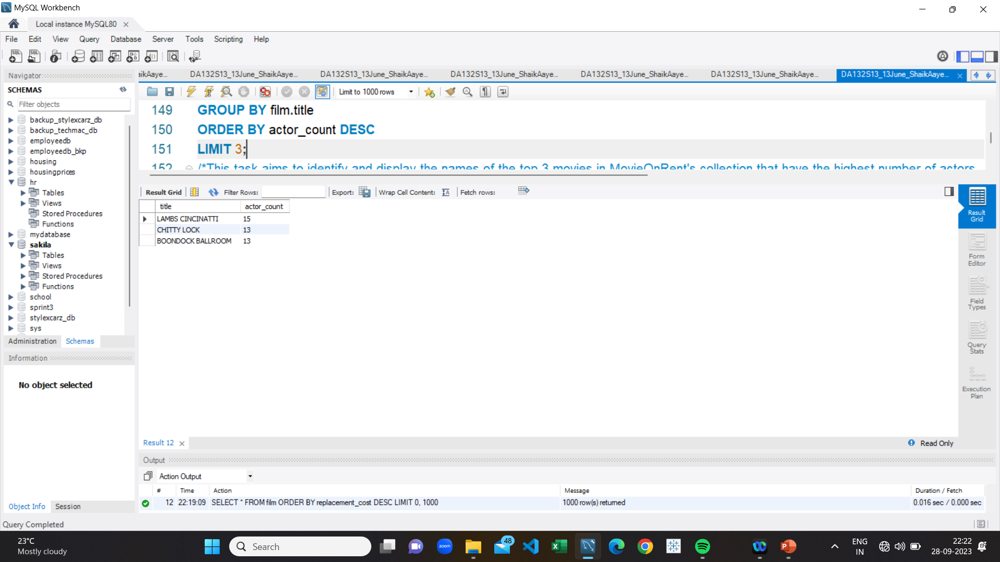 MySQL Workbench
Local instance MySQL80
File Edit View Query Database Server Tools Scripting Help
Navigator
SCHEMAS
Filter objects
backup_stylexcarz_db
backup_techmac_db
employeedb
employeedb_bkp
housing
housingprices
hr
Tables
Views
Stored Procedures
Functions
mydatabase
sakila
Tables
Views
Stored Procedures
Functions
school
sprint3
stylexcarz_db
sys
Administration Schemas
Information
No object selected
Object Info Session
Query Completed
aikAaye... DA132S13_13June_ShaikAaye... DA132S13_13June_ShaikAaye... DA132S13_13June_ShaikAaye... DA132S13_13June_ShaikAaye... DA132S13_13June_ShaikAaye... DA132S13_13June_ShaikAaye...
Limit to 1000 rows
149 GROUP BY film.title
150 ORDER BY actor_count DESC
151 LIMIT 3;
152 /*This task aims to identify and display the names of the top 3 movies in MovieOnRent's collection that have the highest number of actors
Result Grid Filter Rows: Export: Wrap Cell Content: Fetch rows:
title actor_count
LAMBS CINCINATTI 15
CHITTY LOCK 13
BOONDOCK BALLROOM 13
Result Grid
Form Editor
Field Types
Query Stats
Execution Plan
Result 12
Read Only
Output
Action Output
# Time Action Message Duration / Fetch
12 22:19:09 SELECT * FROM film ORDER BY replacement_cost DESC LIMIT 0, 1000 1000 row(s) returned 0.016 sec / 0.000 sec
23°C
Mostly cloudy
Search
zoom
48
ENG
IN
22:22
28-09-2023